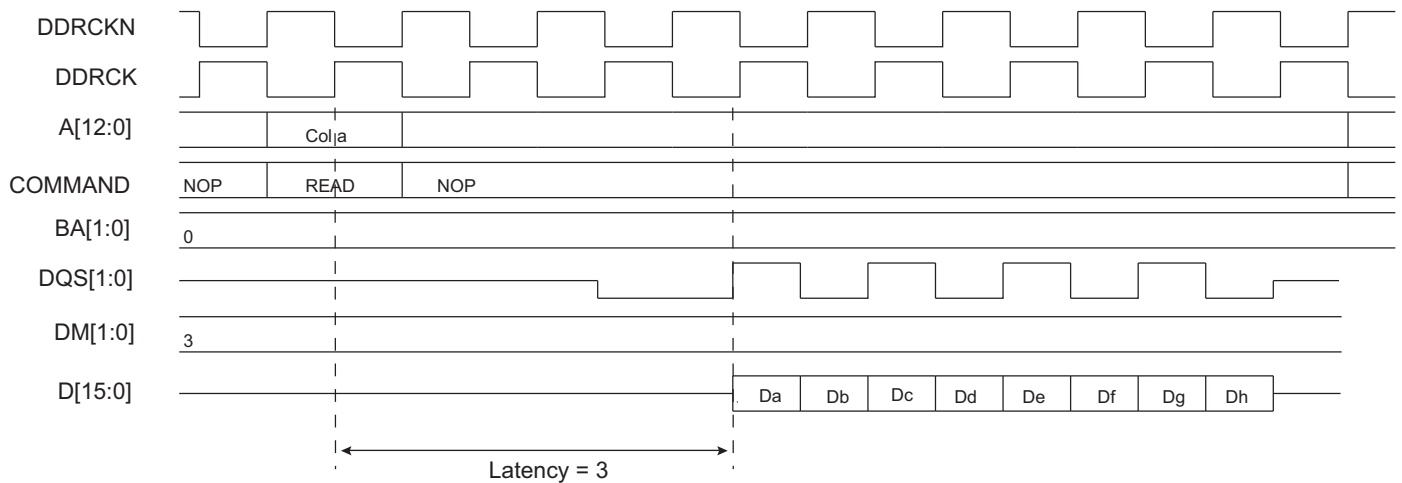 DDRCKN
DDRCK
A[12:0]
Col a
COMMAND
NOP READ NOP
BA[1:0]
0
DQS[1:0]
DM[1:0]
3
D[15:0]
Da Db Dc Dd De Df Dg Dh
Latency = 3